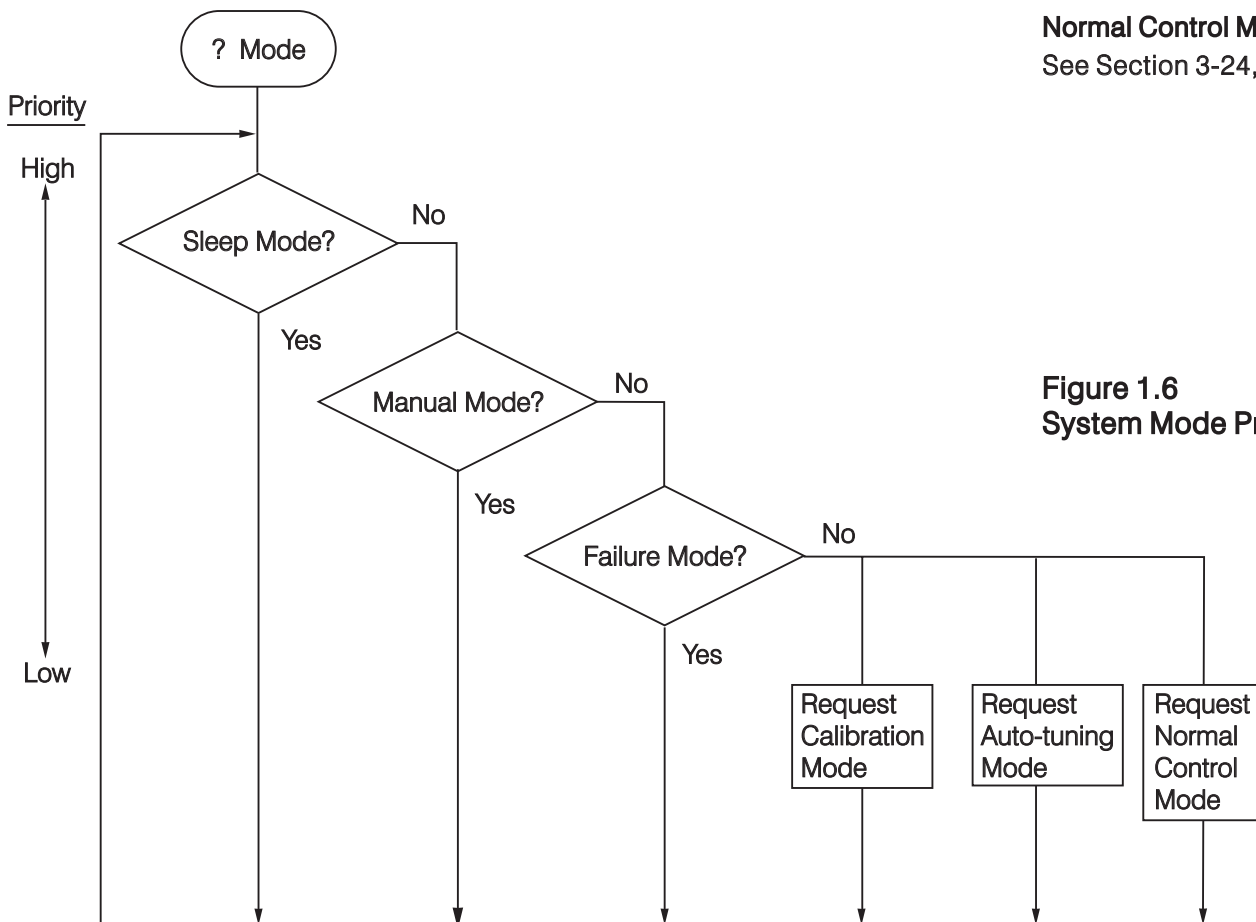 Normal Control M
See Section 3-24,
? Mode
Priority
High
Low
Sleep Mode?
No
Yes
Manual Mode?
No
Yes
Figure 1.6
System Mode Pr
Failure Mode?
No
Yes
Request
Calibration
Mode
Request
Auto-tuning
Mode
Request
Normal
Control
Mode